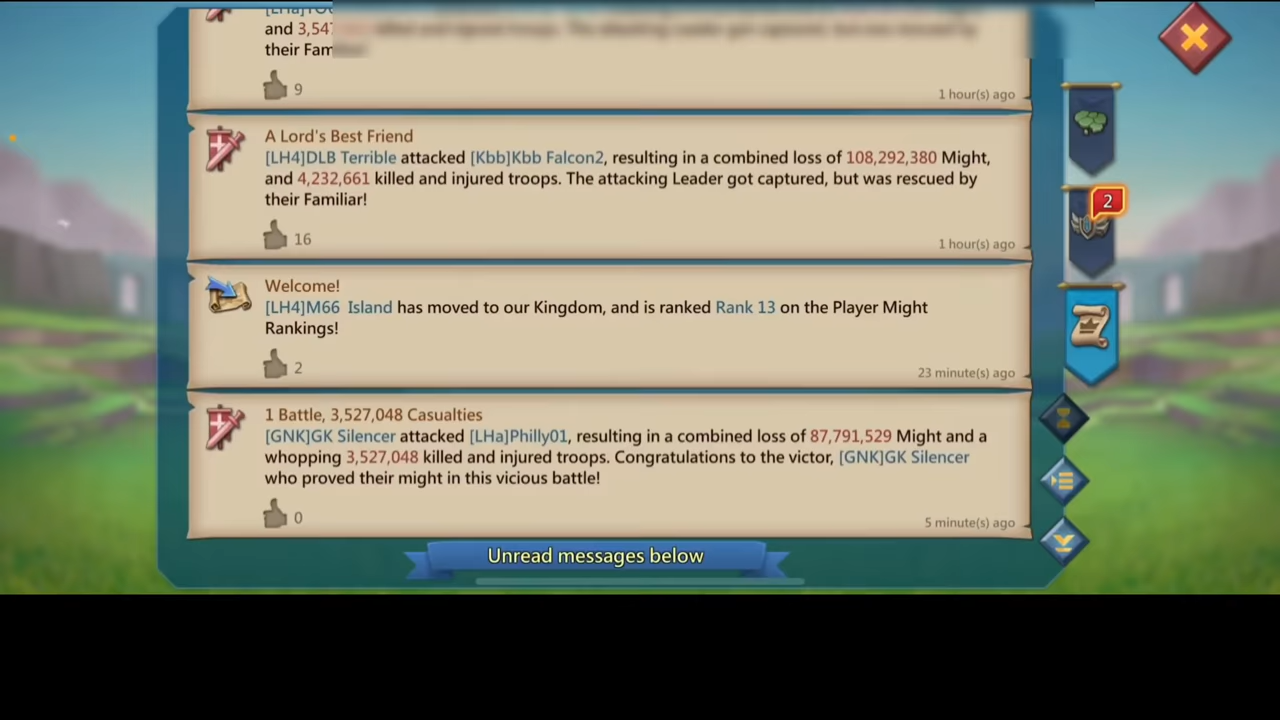 and 3,547
their Fam
9
1 hour(s) ago
A Lord's Best Friend
[LH4]DLB Terrible attacked [Kbb]Kbb Falcon2, resulting in a combined loss of 108,292,380 Might,
and 4,232,661 killed and injured troops. The attacking Leader got captured, but was rescued by
their Familiar!
16
1 hour(s) ago
2
Welcome!
[LH4]M66 Island has moved to our Kingdom, and is ranked Rank 13 on the Player Might
Rankings!
2
23 minute(s) ago
1 Battle, 3,527,048 Casualties
[GNK]GK Silencer attacked [LHa]Philly01, resulting in a combined loss of 87,791,529 Might and a
whopping 3,527,048 killed and injured troops. Congratulations to the victor, [GNK]GK Silencer
who proved their might in this vicious battle!
0
5 minute(s) ago
Unread messages below